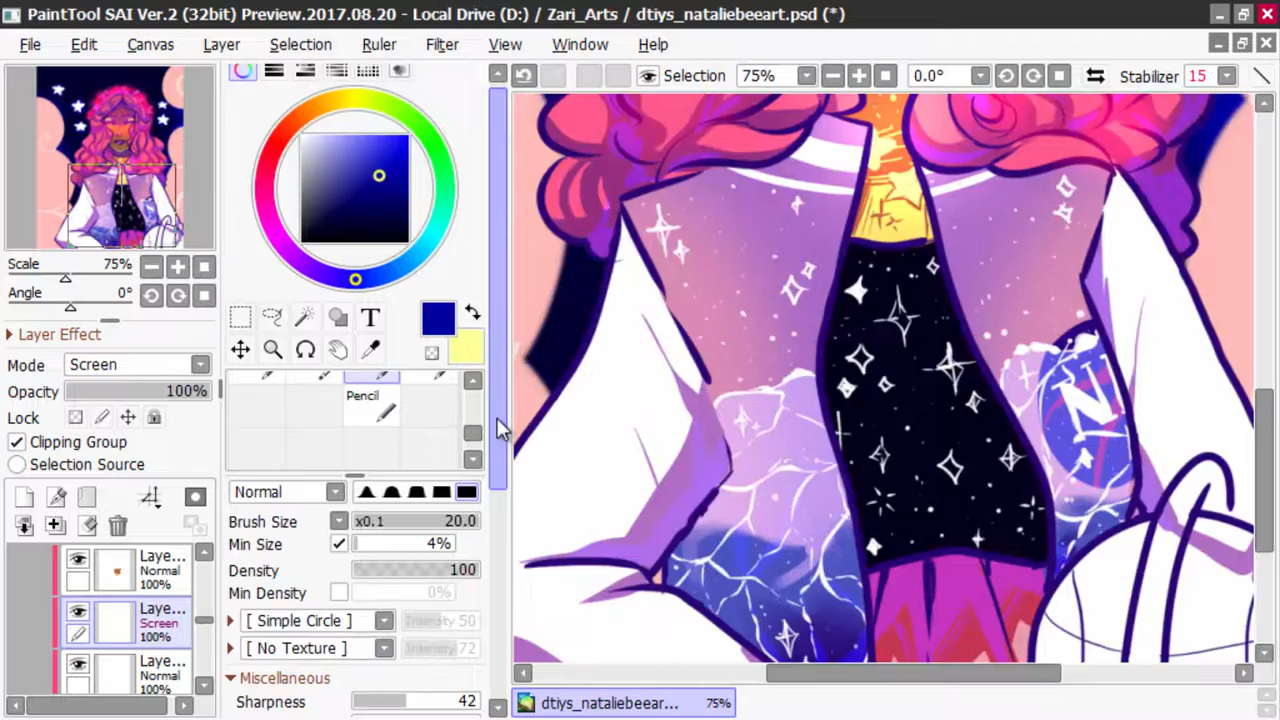 PaintTool SAI Ver.2 (32bit) Preview.2017.08.20 - Local Drive (D:) / Zari_Arts / dtiys_nataliebeeart.psd (*)
File Edit Canvas Layer Selection Ruler Filter View Window Help
Selection 75% 0.0° Stabilizer 15
Scale 75%
Angle 0°
Layer Effect
Mode Screen
Opacity 100%
Lock
Clipping Group
Selection Source
T
Pencil
Normal
Brush Size x0.1 20.0
Min Size 4%
Density 100
Min Density 0%
[ Simple Circle ] Intensity 50
[ No Texture ] Intensity 72
Miscellaneous
Sharpness 42
Laye...
Normal
100%
Laye...
Screen
100%
Laye...
Normal
100%
N
dtiys_nataliebeear... 75%